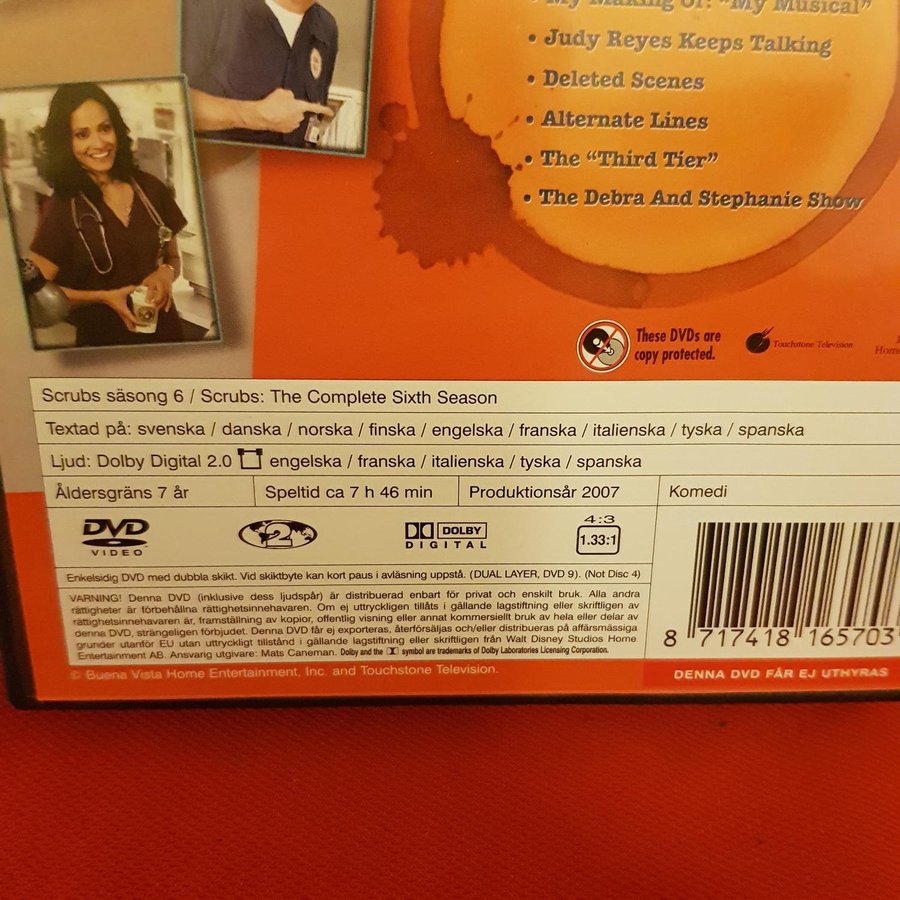 • My Making Of: "My Musical"
• Judy Reyes Keeps Talking
• Deleted Scenes
• Alternate Lines
• The “Third Tier”
• The Debra And Stephanie Show
These DVDs are
copy protected.
Touchstone Television
Scrubs säsong 6 / Scrubs: The Complete Sixth Season
Textad på: svenska / danska / norska / finska / engelska / franska / italienska / tyska / spanska
Ljud: Dolby Digital 2.0 engelska / franska / italienska / tyska / spanska
Åldersgräns 7 år
Speltid ca 7 h 46 min
Produktionsår 2007
Komedi
DVD
VIDEO
2
DOLBY
DIGITAL
4:3
1.33:1
Enkelsidig DVD med dubbla skikt. Vid skiktbyte kan kort paus i avläsning uppstå. (DUAL LAYER, DVD 9). (Not Disc 4)
VARNING! Denna DVD (inklusive dess ljudspår) är distribuerad enbart för privat och enskilt bruk. Alla andra
rättigheter är förbehållna rättighetsinnehavaren. Om ej uttryckligen tillåts i gällande lagstiftning eller skriftligen av
rättighetsinnehavaren är, framställning av kopior, offentlig visning eller annat kommersiellt bruk av hela eller delar av
denna DVD, strängeligen förbjudet. Denna DVD får ej exporteras, återförsäljas och/eller distribueras på affärsmässiga
grunder utanför EU utan uttryckligt tillstånd i gällande lagstiftning eller skriftligen från Walt Disney Studios Home
Entertainment AB. Ansvarig utgivare: Mats Caneman. Dolby and the symbol are trademarks of Dolby Laboratories Licensing Corporation.
8 717418 165703
© Buena Vista Home Entertainment, Inc. and Touchstone Television.
DENNA DVD FÅR EJ UTHYRAS